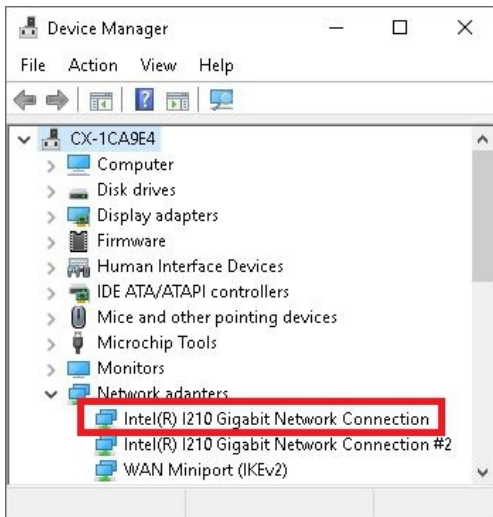 Device Manager
File Action View Help
CX-1CA9E4
Computer
Disk drives
Display adapters
Firmware
Human Interface Devices
IDE ATA/ATAPI controllers
Mice and other pointing devices
Microchip Tools
Monitors
Network adapters
Intel(R) I210 Gigabit Network Connection
Intel(R) I210 Gigabit Network Connection #2
WAN Miniport (IKEv2)